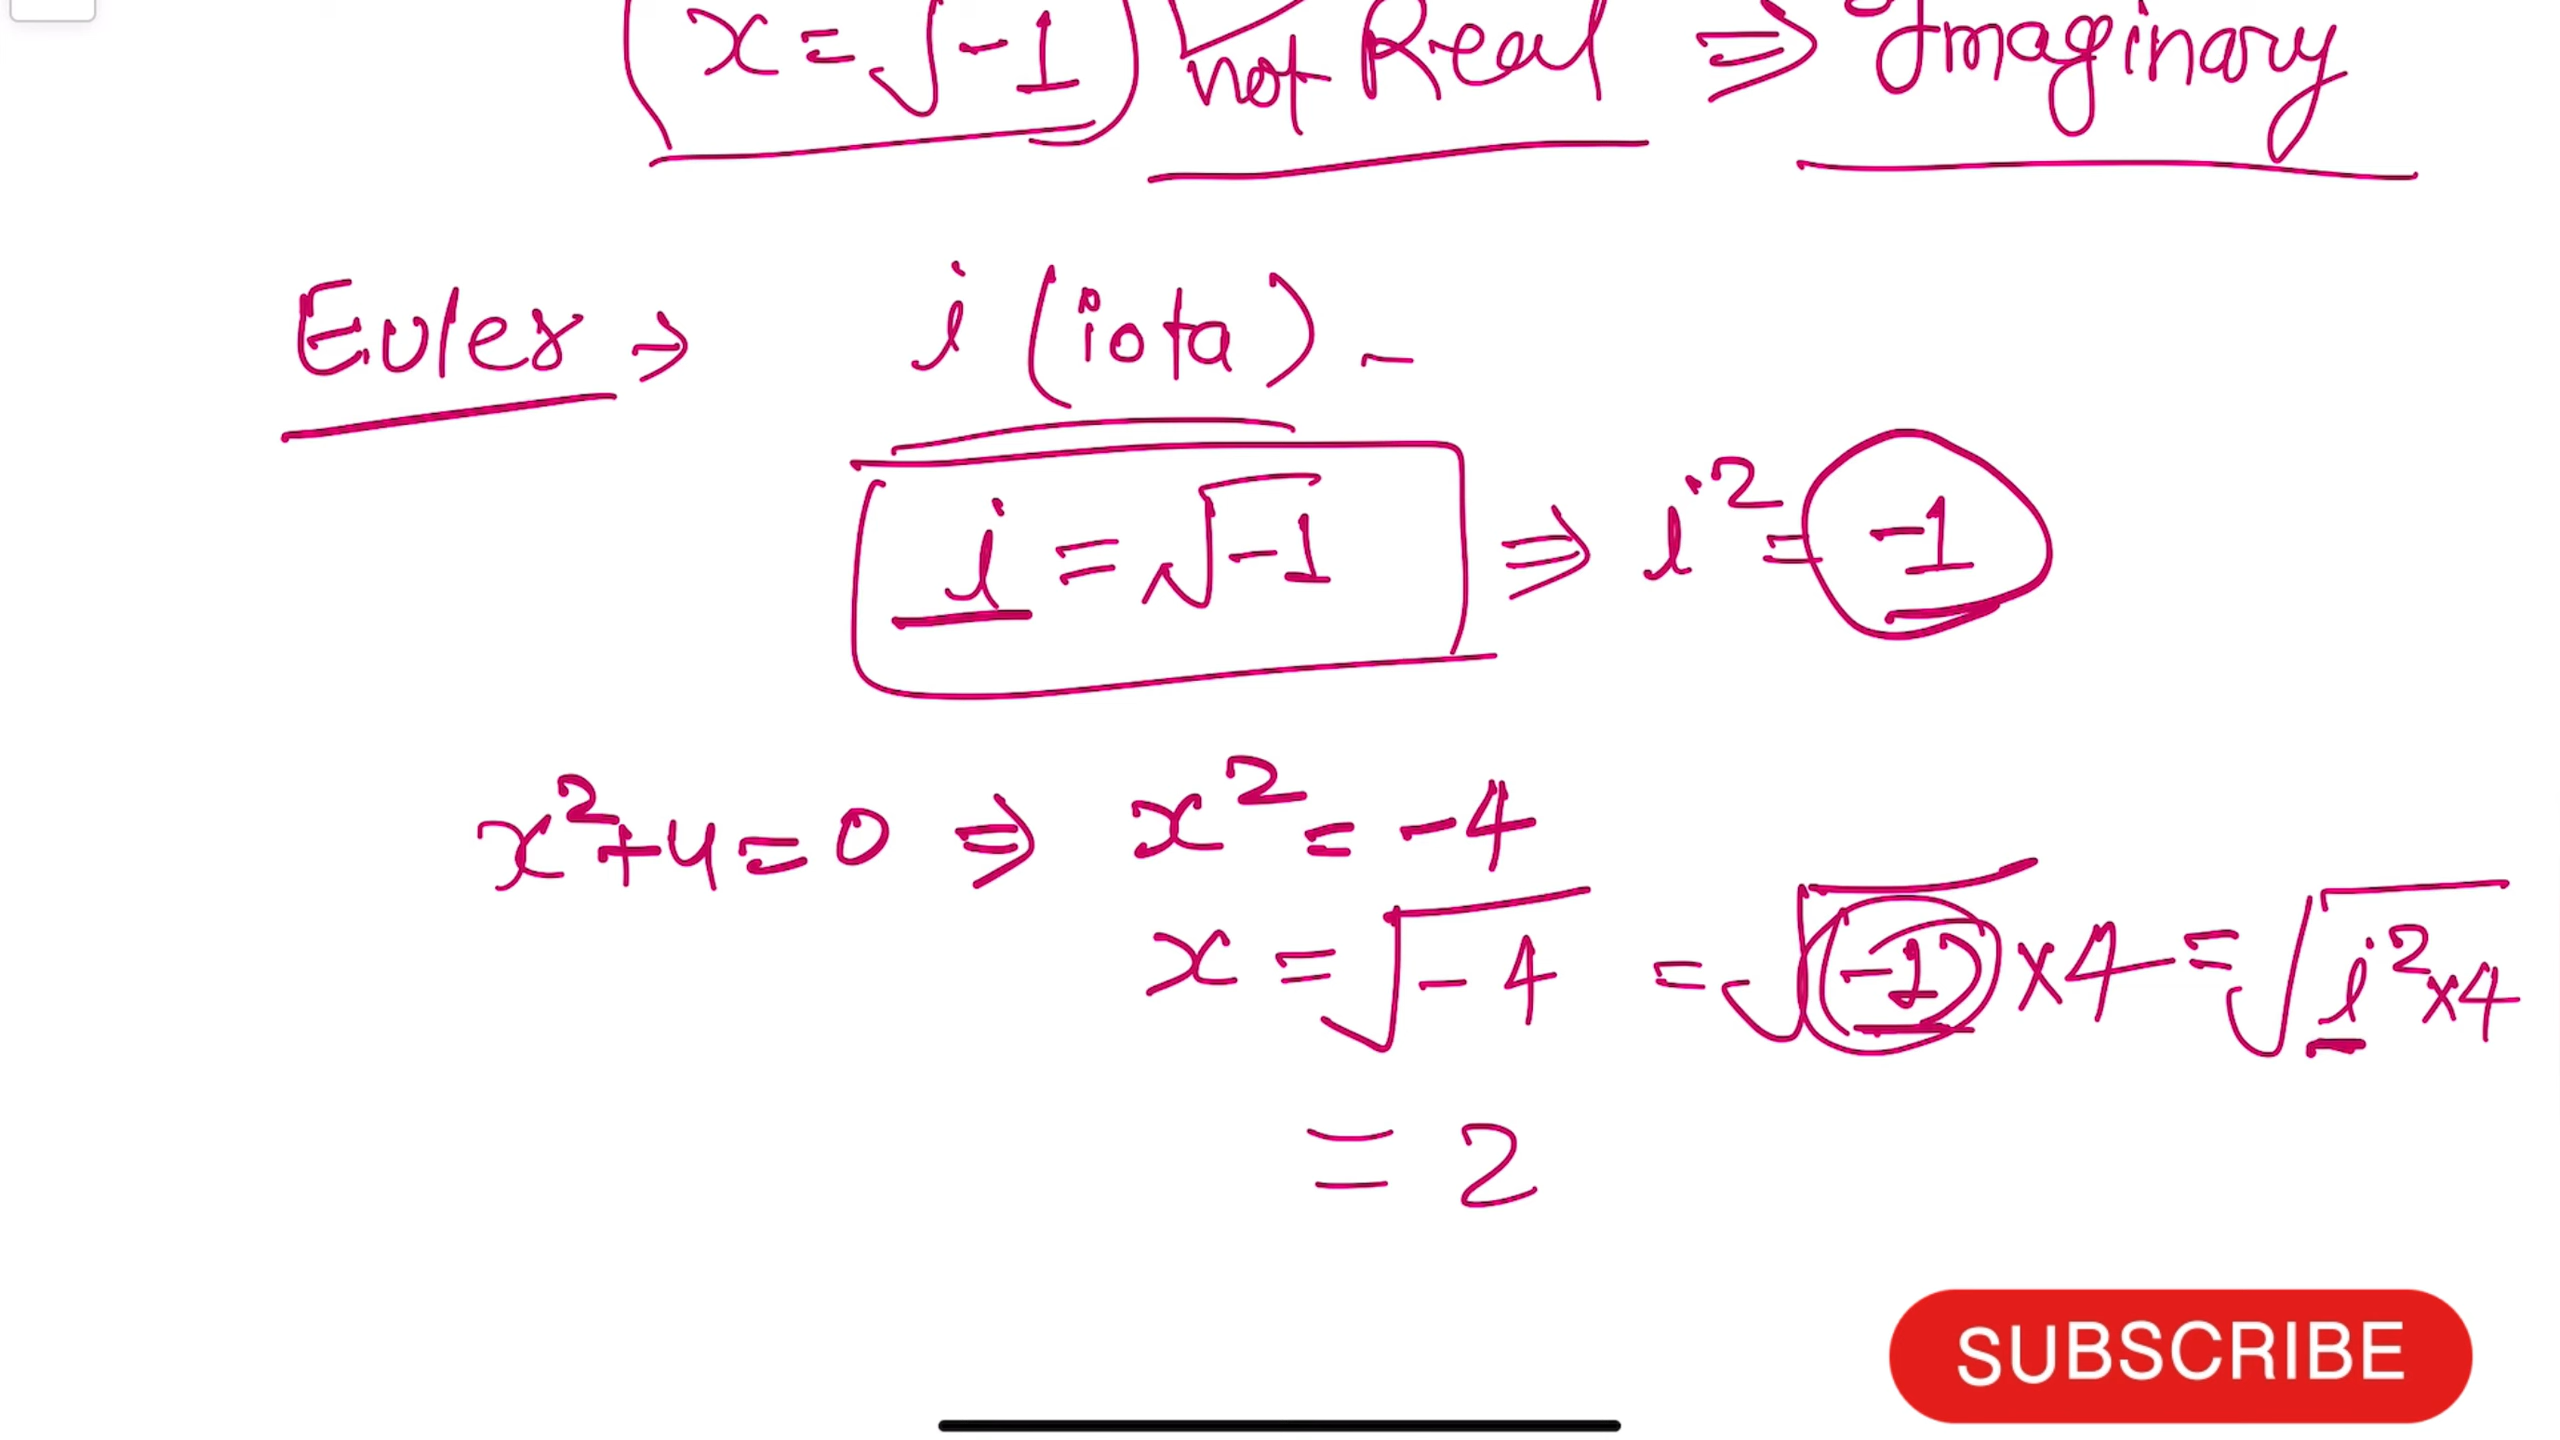 x = √-1 not Real ⇒ Imaginary
Euler → i (iota) -
i = √-1 ⇒ i² = -1
x²+4=0 ⇒ x² = -4
x = √-4 = √(-1)×4 = √i²×4
= 2
SUBSCRIBE